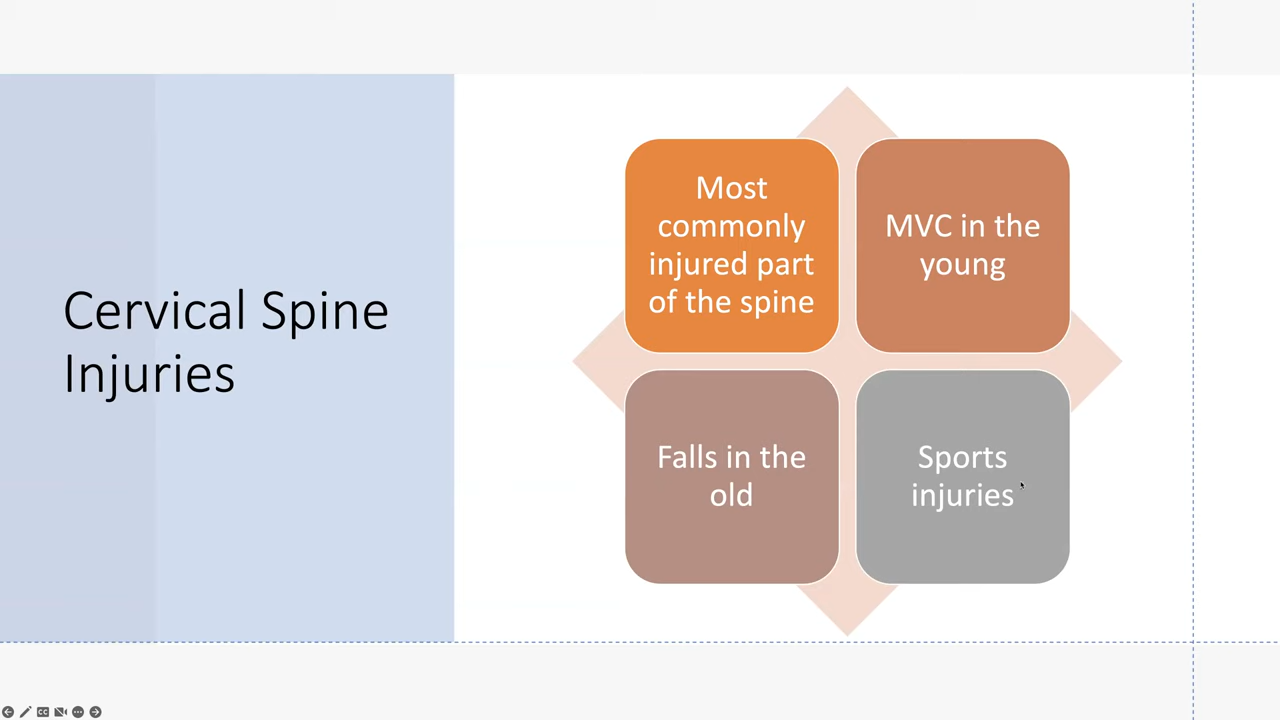 Cervical Spine
Injuries
Most
commonly
injured part
of the spine
MVC in the
young
Falls in the
old
Sports
injuries
CC